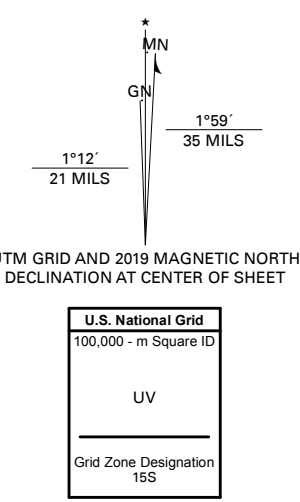 ★
MN
GN
1°59´
35 MILS
1°12´
21 MILS
UTM GRID AND 2019 MAGNETIC NORTH
DECLINATION AT CENTER OF SHEET
U.S. National Grid
100,000 - m Square ID
UV
Grid Zone Designation
15S